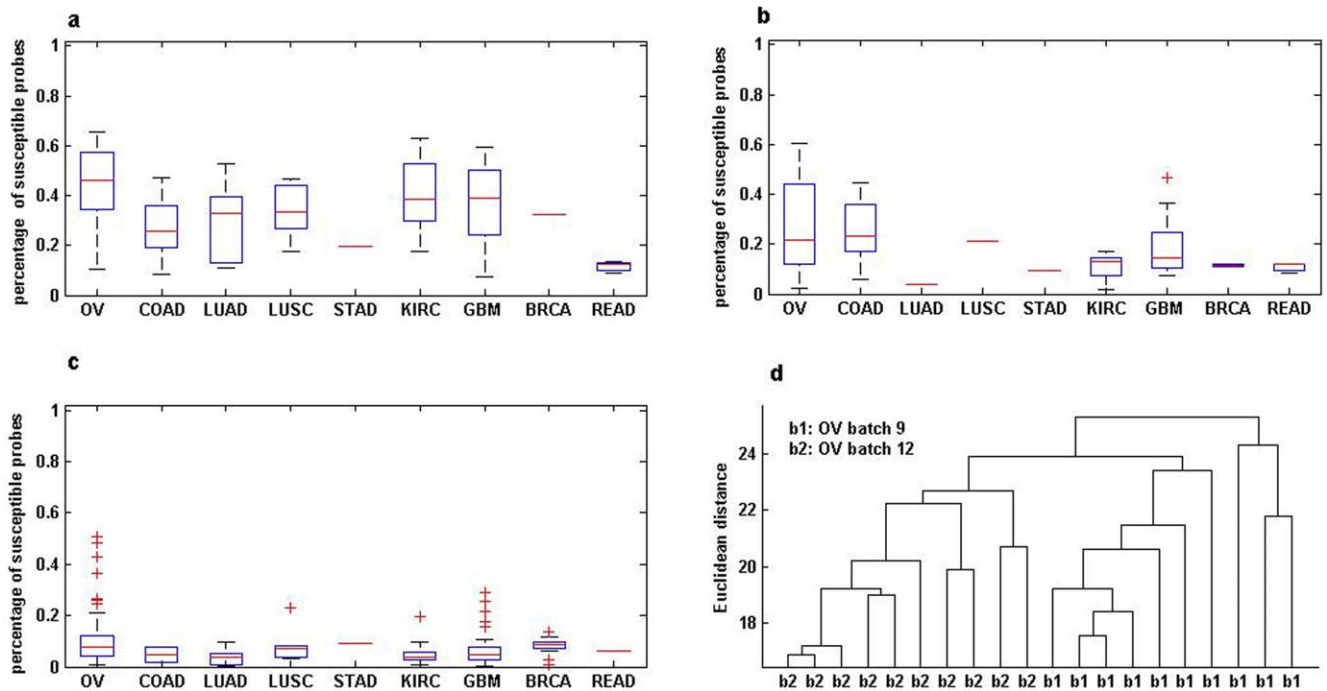 a
percentage of susceptible probes
1
0.8
0.6
0.4
0.2
0
OV COAD LUAD LUSC STAD KIRC GBM BRCA READ
b
percentage of susceptible probes
1
0.8
0.6
0.4
0.2
0
OV COAD LUAD LUSC STAD KIRC GBM BRCA READ
c
percentage of susceptible probes
1
0.8
0.6
0.4
0.2
0
OV COAD LUAD LUSC STAD KIRC GBM BRCA READ
d
b1: OV batch 9
b2: OV batch 12
Euclidean distance
24
22
20
18
b2 b2 b2 b2 b2 b2 b2 b2 b2 b2 b1 b1 b1 b1 b1 b1 b1 b1 b1 b1